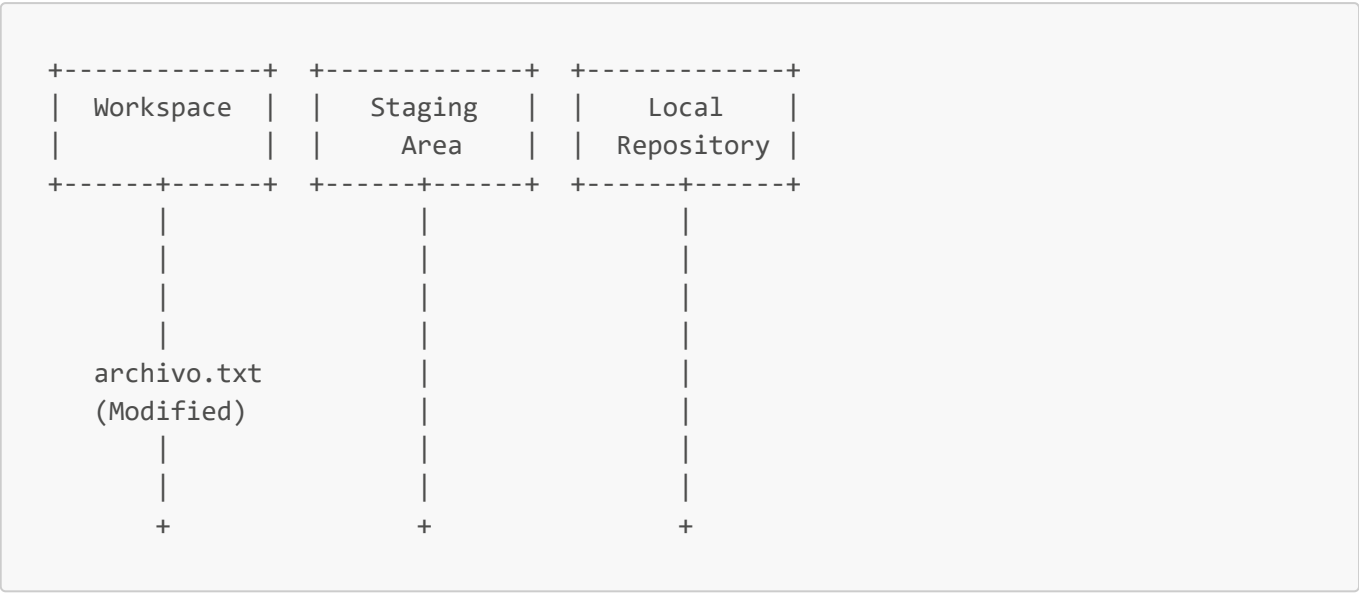 +-------------+  +-------------+  +-------------+
|  Workspace  |  |   Staging   |  |    Local    |
|             |  |     Area    |  |  Repository |
+------+------+  +------+------+  +------+------+
       |                |                |
       |                |                |
       |                |                |
       |                |                |
   archivo.txt          |                |
   (Modified)           |                |
       |                |                |
       |                |                |
       +                +                +